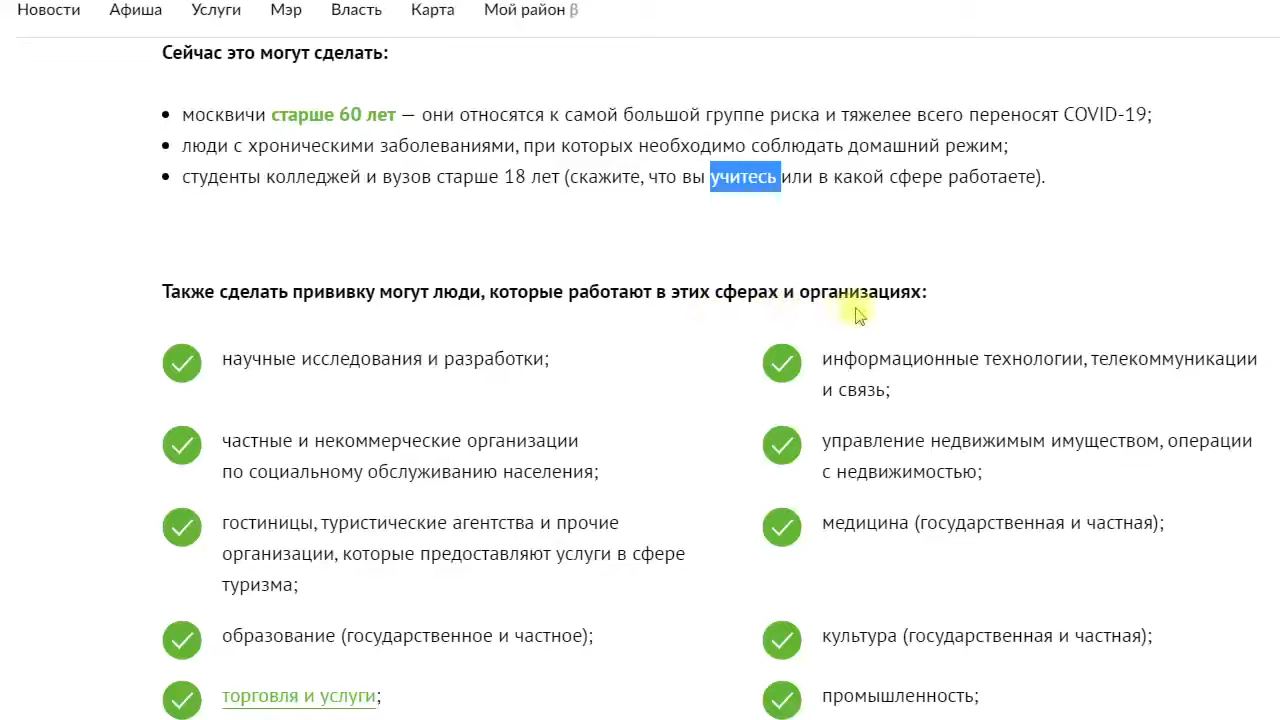 Новости Афиша Услуги Мэр Власть Карта Мой район β
Сейчас это могут сделать:
москвичи старше 60 лет — они относятся к самой большой группе риска и тяжелее всего переносят COVID-19;
люди с хроническими заболеваниями, при которых необходимо соблюдать домашний режим;
студенты колледжей и вузов старше 18 лет (скажите, что вы учитесь или в какой сфере работаете).
Также сделать прививку могут люди, которые работают в этих сферах и организациях:
научные исследования и разработки;
информационные технологии, телекоммуникации
и связь;
частные и некоммерческие организации
по социальному обслуживанию населения;
управление недвижимым имуществом, операции
с недвижимостью;
гостиницы, туристические агентства и прочие
организации, которые предоставляют услуги в сфере
туризма;
медицина (государственная и частная);
образование (государственное и частное);
культура (государственная и частная);
торговля и услуги;
промышленность;